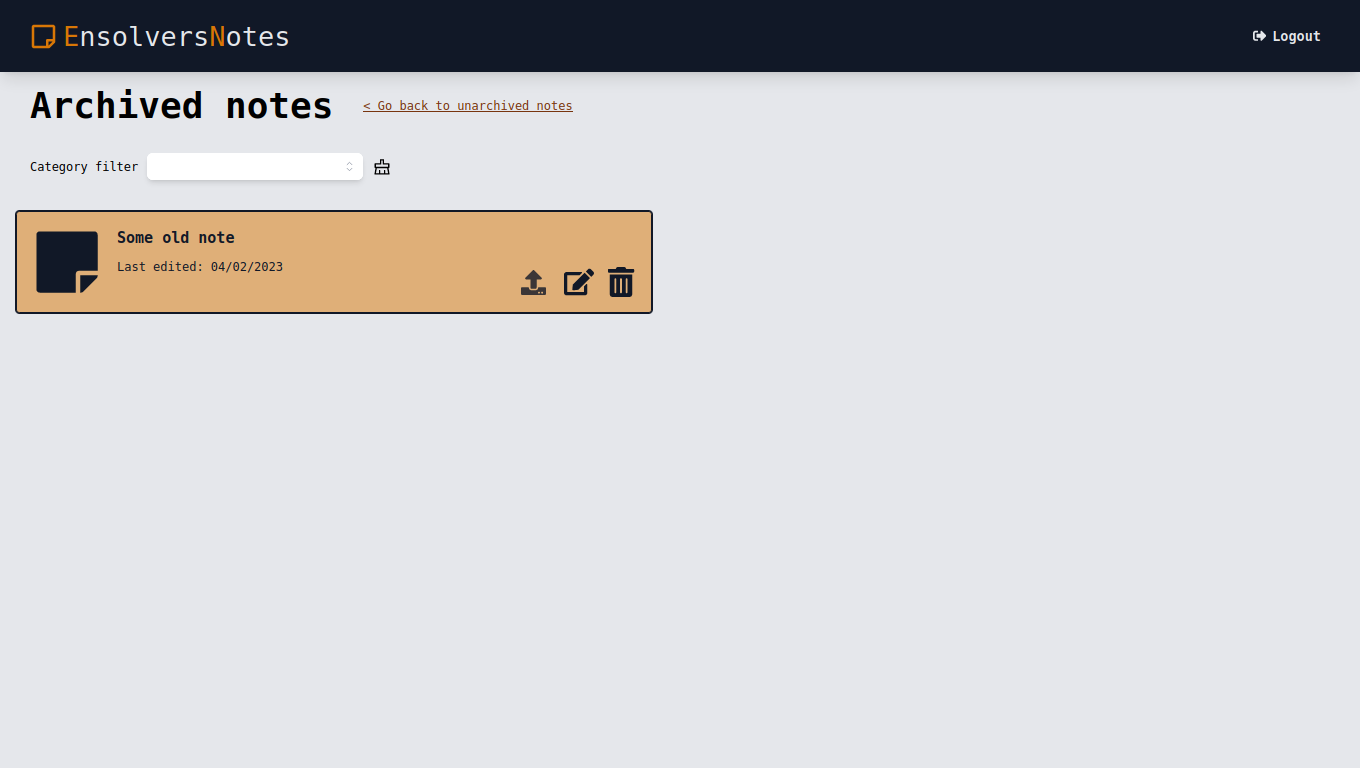 EnsolversNotes
Logout
Archived notes
< Go back to unarchived notes
Category filter
Some old note
Last edited: 04/02/2023